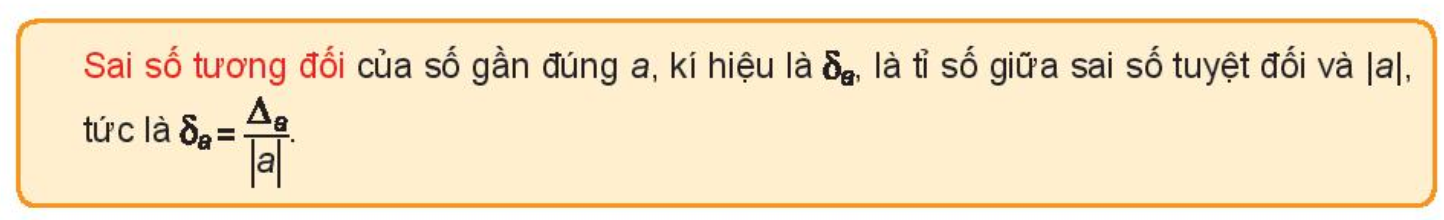 Sai số tương đối của số gần đúng a, kí hiệu là δₐ, là tỉ số giữa sai số tuyệt đối và |a|,
tức là δₐ = Δₐ/|a|.